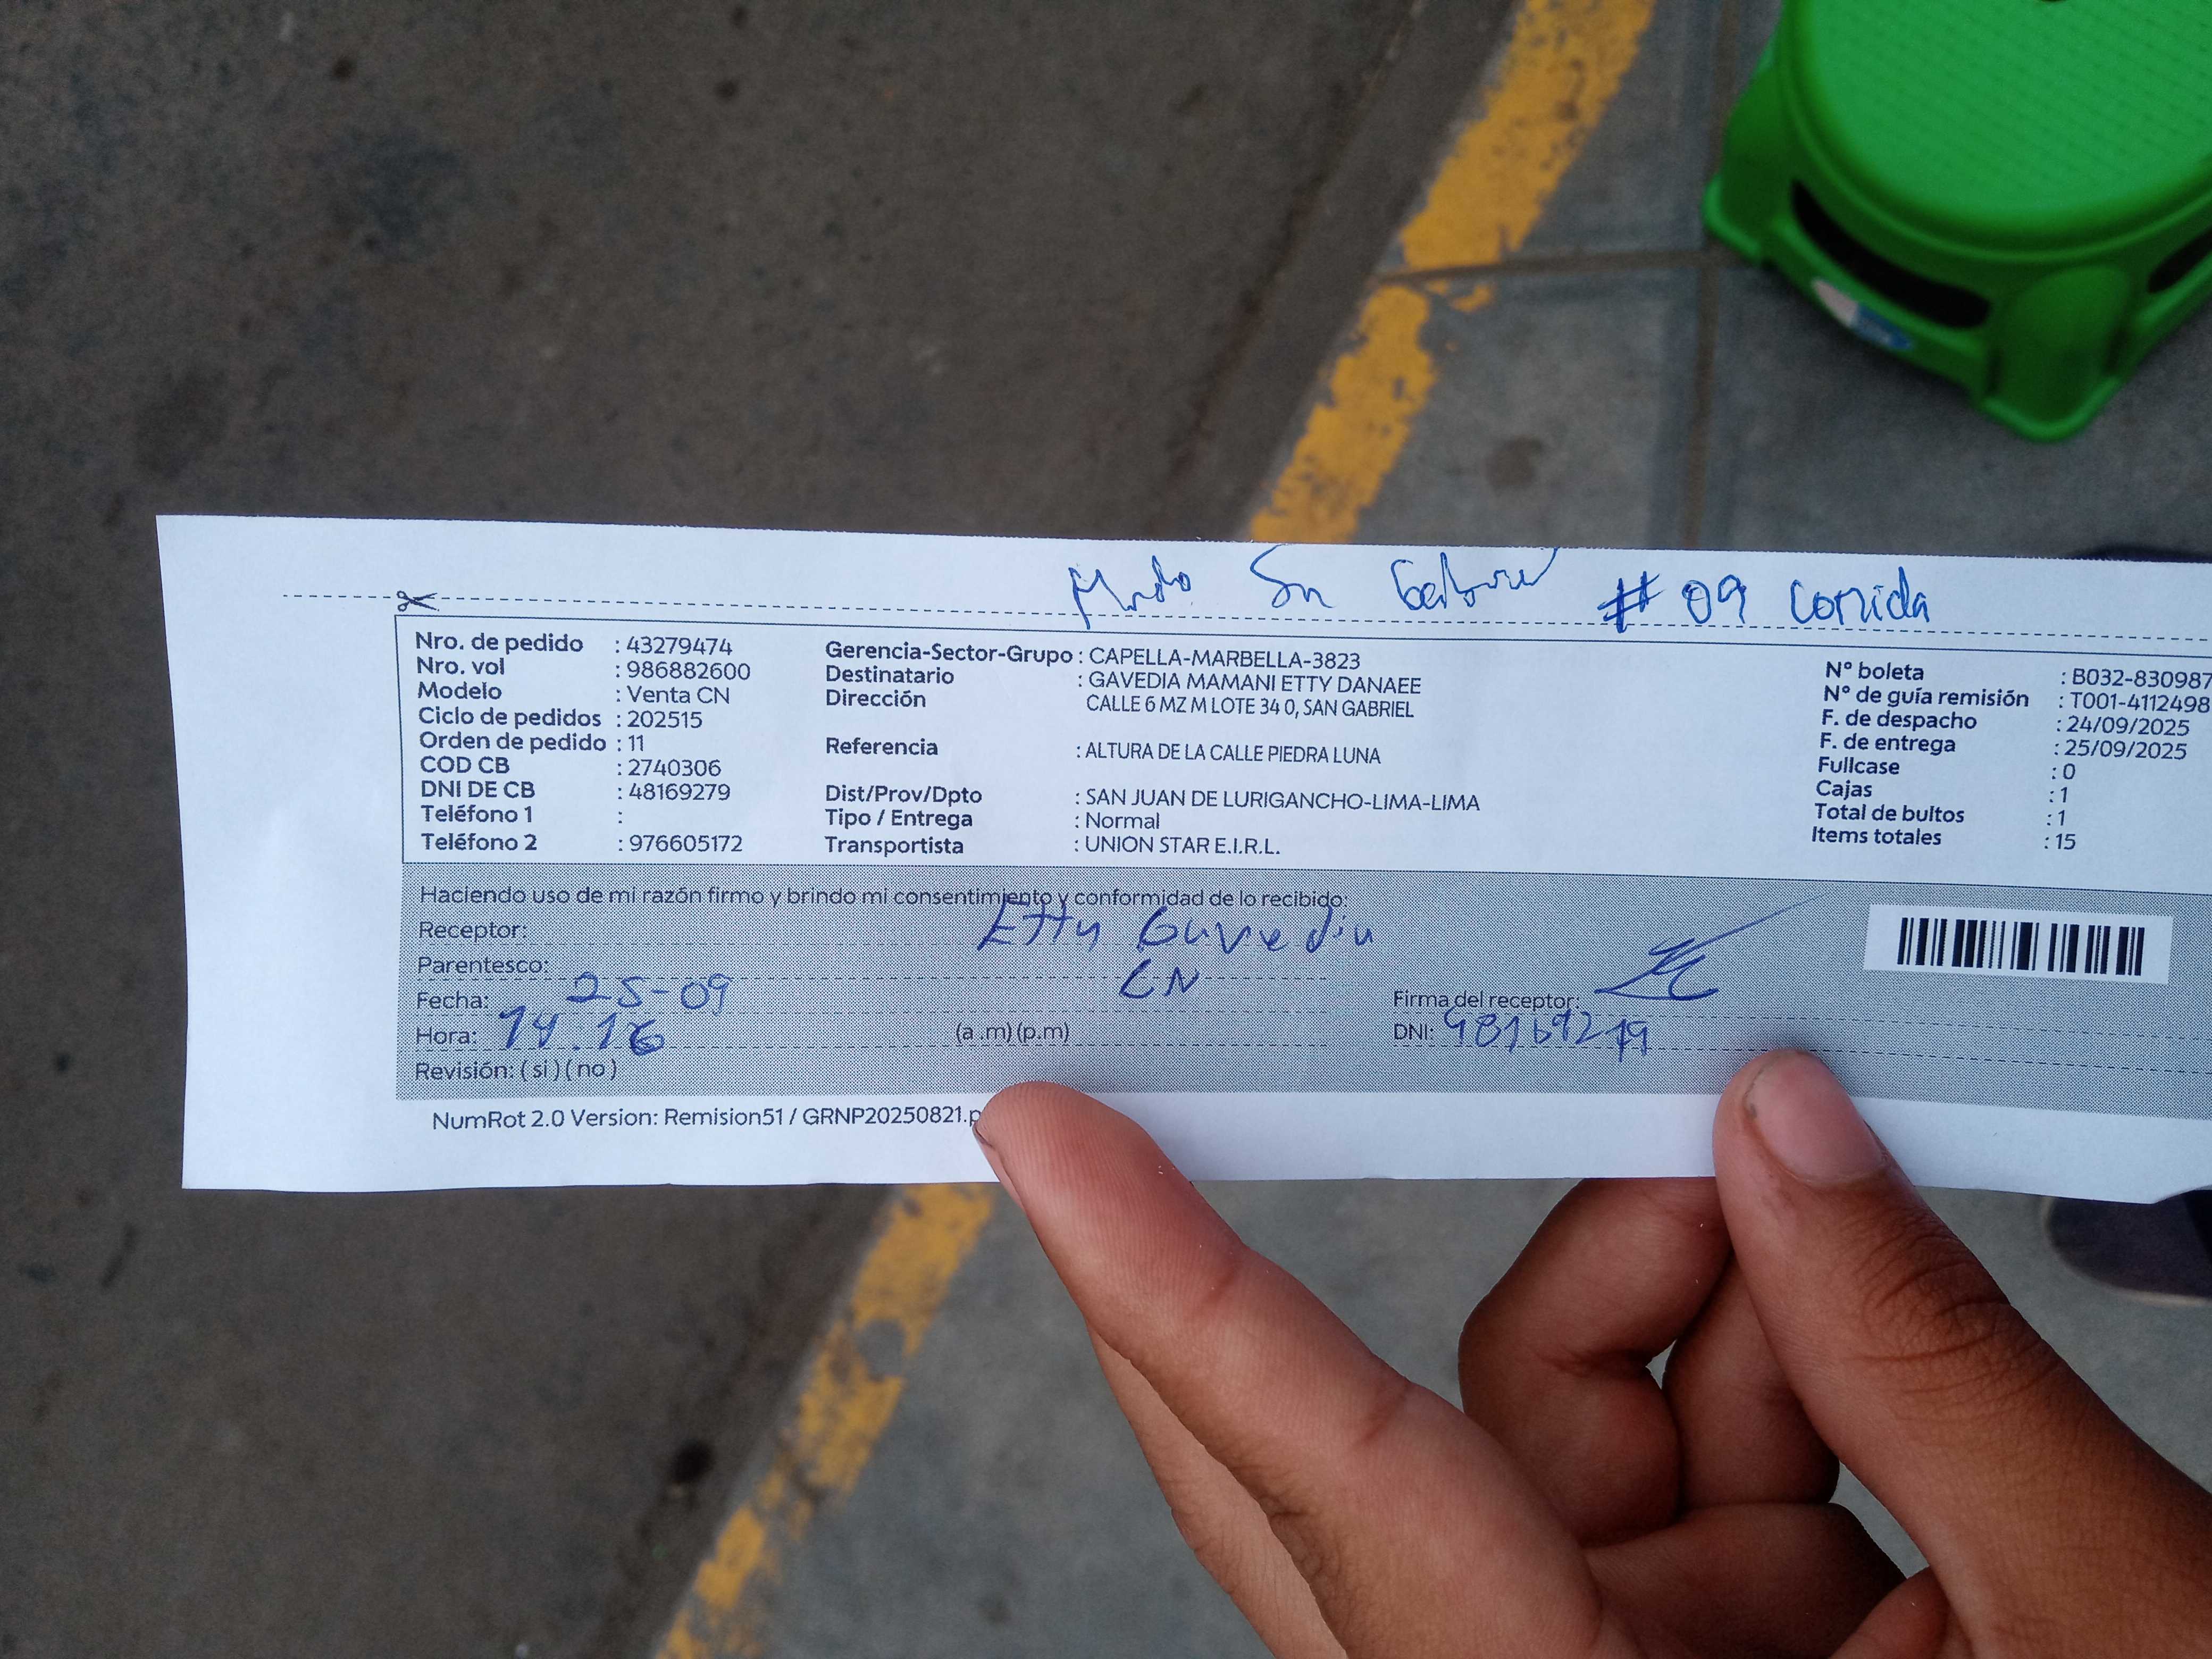 # 09 comida
Nro. de pedido : 43279474
Nro. vol : 986882600
Modelo : Venta CN
Ciclo de pedidos : 202515
Orden de pedido : 11
COD CB : 2740306
DNI DE CB : 48169279
Teléfono 1 :
Teléfono 2 : 976605172
Gerencia-Sector-Grupo : CAPELLA-MARBELLA-3823
Destinatario : GAVEDIA MAMANI ETTY DANAEE
Dirección CALLE 6 MZ M LOTE 34 0, SAN GABRIEL
Referencia : ALTURA DE LA CALLE PIEDRA LUNA
Dist/Prov/Dpto : SAN JUAN DE LURIGANCHO-LIMA-LIMA
Tipo / Entrega : Normal
Transportista : UNION STAR E.I.R.L.
N° boleta : B032-830987
N° de guía remisión : T001-4112498
F. de despacho : 24/09/2025
F. de entrega : 25/09/2025
Fullcase : 0
Cajas : 1
Total de bultos : 1
Items totales : 15
Haciendo uso de mi razón firmo y brindo mi consentimiento y conformidad de lo recibido:
Receptor: Etty Gavedia
Parentesco: CN
Fecha: 25-09
Hora: 14.16 (a .m) (p.m)
Revisión: ( si ) ( no )
Firma del receptor:
DNI: 48169279
NumRot 2.0 Version: Remision51 / GRNP20250821.p